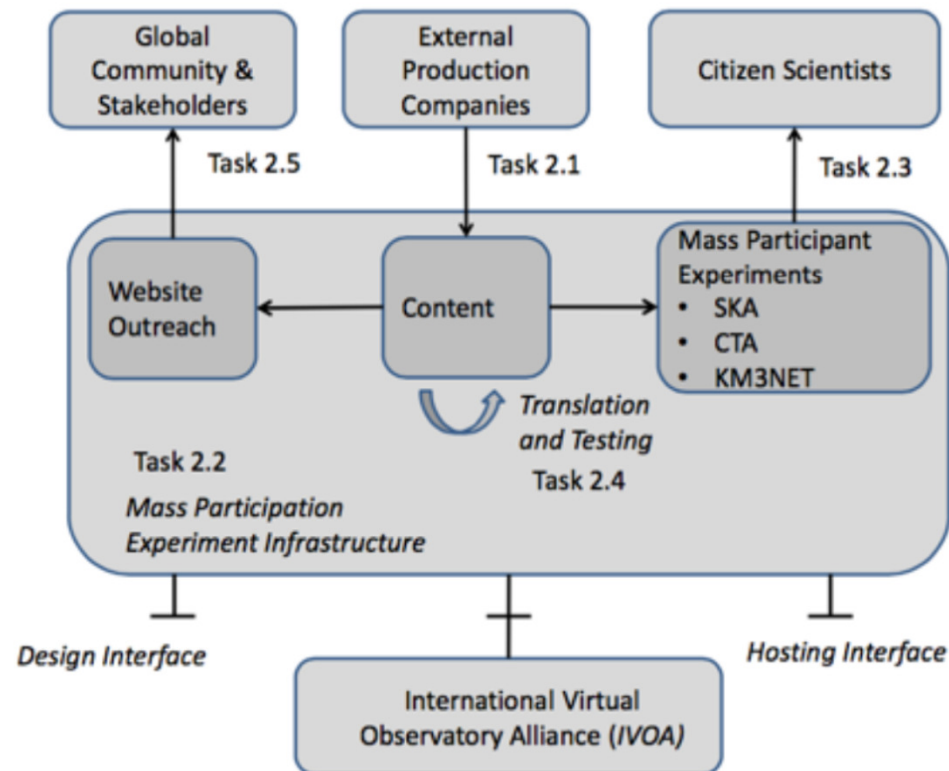 Global
Community &
Stakeholders
External
Production
Companies
Citizen Scientists
Task 2.5
Task 2.1
Task 2.3
Website
Outreach
Content
Mass Participant
Experiments
• SKA
• CTA
• KM3NET
Translation
and Testing
Task 2.4
Task 2.2
Mass Participation
Experiment Infrastructure
Design Interface
Hosting Interface
International Virtual
Observatory Alliance (IVOA)